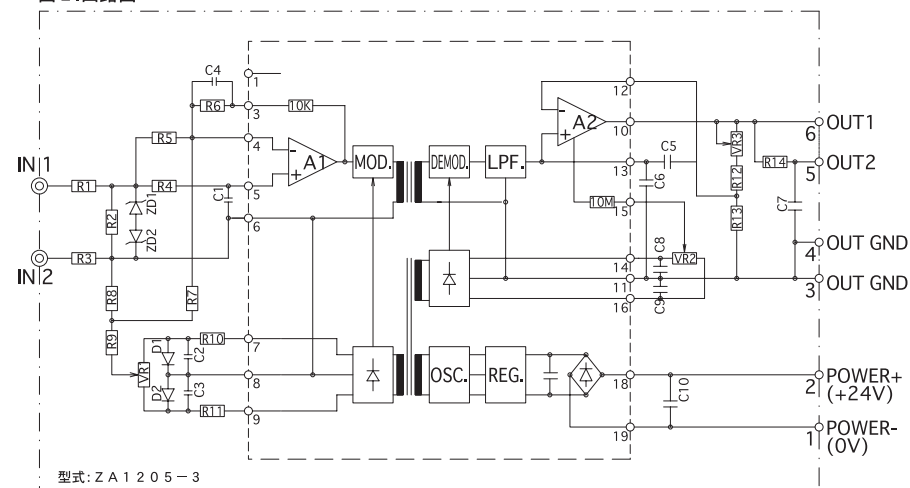 C4
1
R6
3
10K
12
R5
4
A1
MOD.
DEMOD.
LPF.
A2
10
6 OUT1
VR3
C5
R14
5 OUT2
IN 1
R1
R4
5
C1
13
C6
R12
R2
ZD1
ZD2
6
10M
15
R13
C7
IN 2
R3
C8
VR2
4 OUT GND
14
11
C9
3 OUT GND
R8
R7
16
R9
D1
C2
R10
7
VR1
8
OSC.
REG.
18
2 POWER+
(+24V)
D2
C3
R11
9
C10
19
1 POWER-
(0V)
型式:ZA1205-3